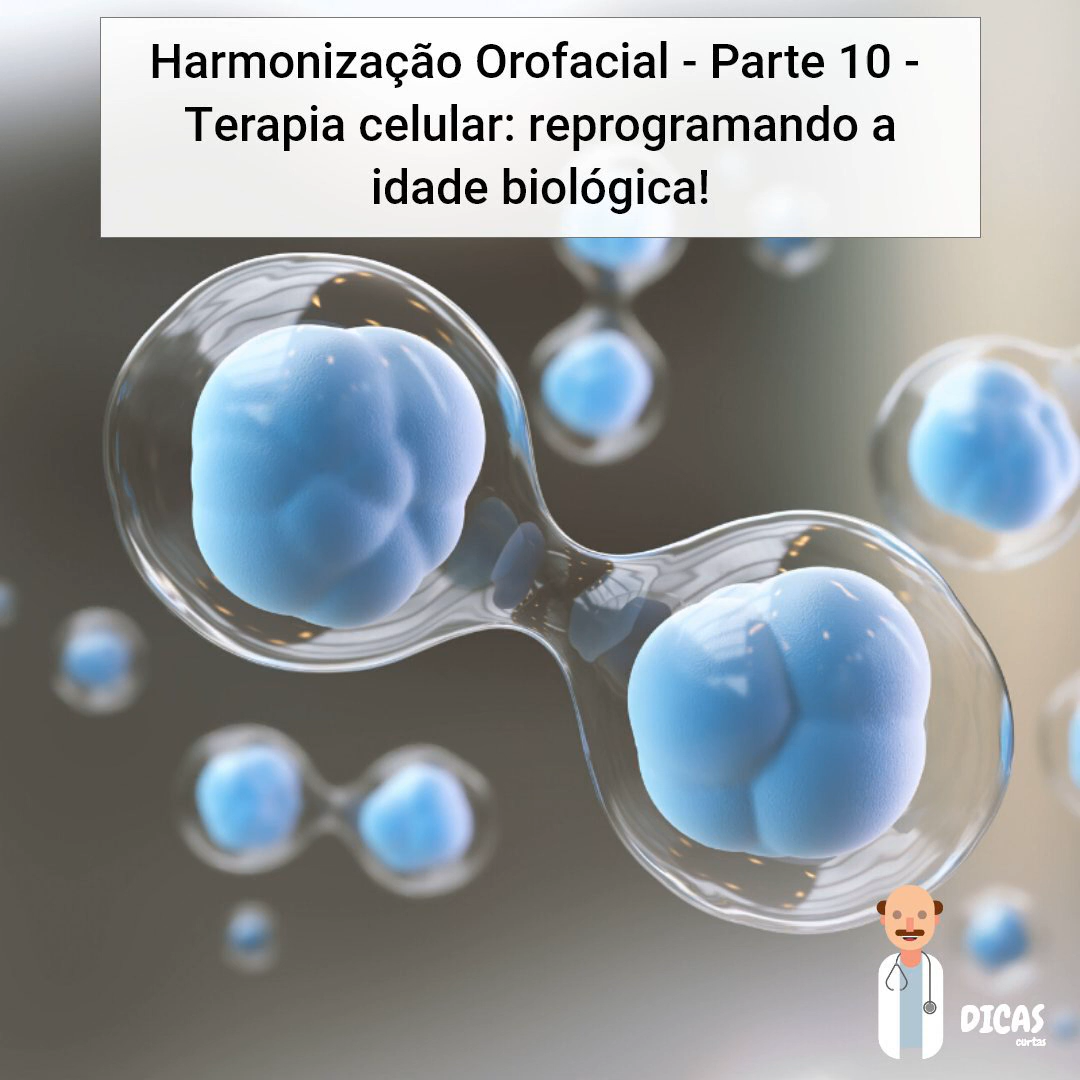 Harmonização Orofacial - Parte 10 -
Terapia celular: reprogramando a
idade biológica!
DICAS
curtas